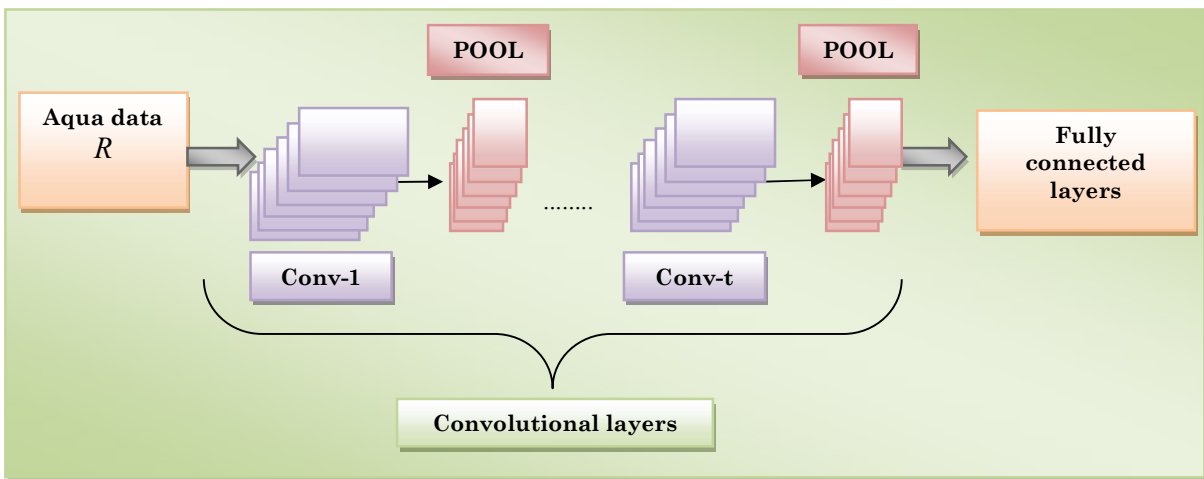 POOL
POOL
Aqua data
R
Fully
connected
layers
........
Conv-1
Conv-t
Convolutional layers